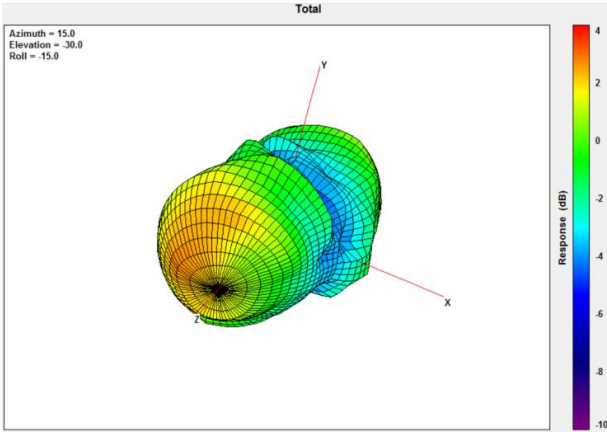 Total
Azimuth = 15.0
Elevation = -30.0
Roll = -15.0
Y
X
Z
4
2
0
-2
-4
-6
-8
-10
Response (dB)